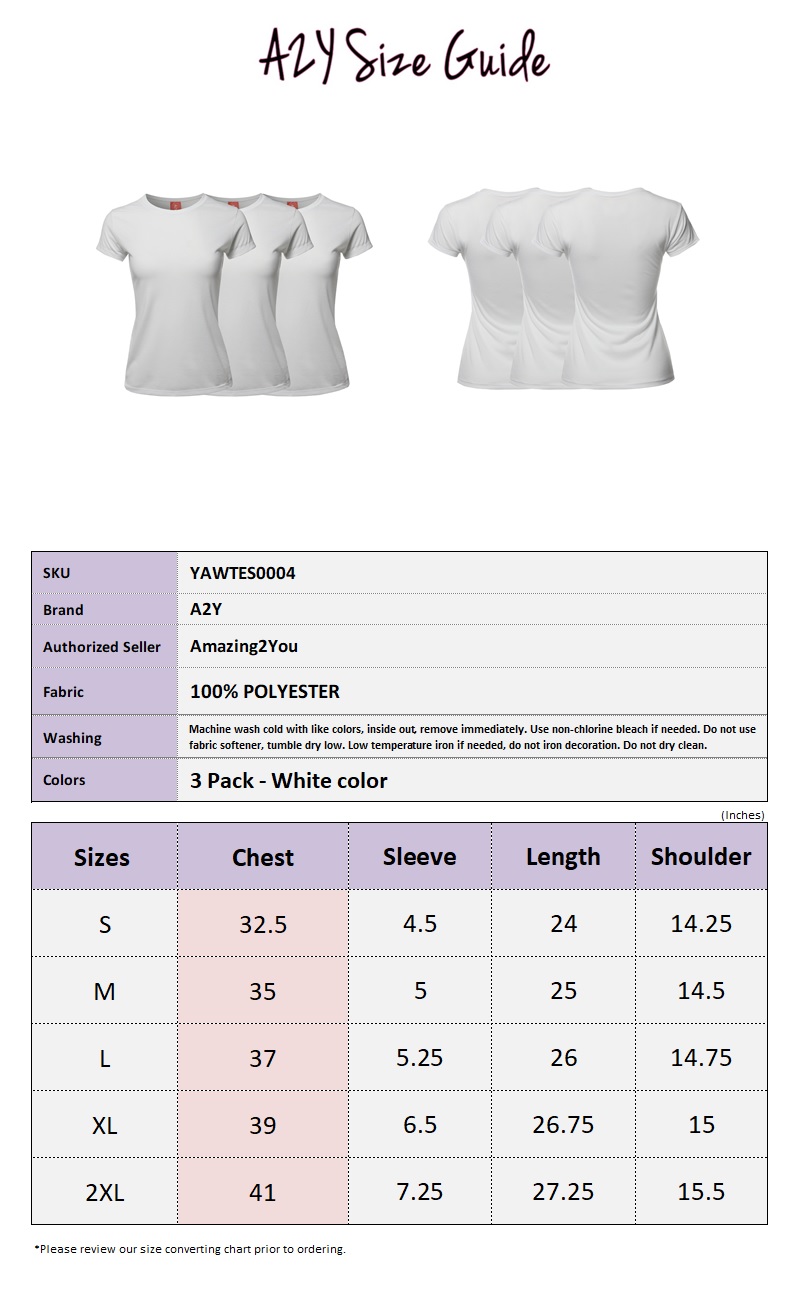 A2Y Size Guide
SKU YAWTES0004
Brand A2Y
Authorized Seller Amazing2You
Fabric 100% POLYESTER
Washing Machine wash cold with like colors, inside out, remove immediately. Use non-chlorine bleach if needed. Do not use
fabric softener, tumble dry low. Low temperature iron if needed, do not iron decoration. Do not dry clean.
Colors 3 Pack - White color
(Inches)
Sizes Chest Sleeve Length Shoulder
S 32.5 4.5 24 14.25
M 35 5 25 14.5
L 37 5.25 26 14.75
XL 39 6.5 26.75 15
2XL 41 7.25 27.25 15.5
*Please review our size converting chart prior to ordering.